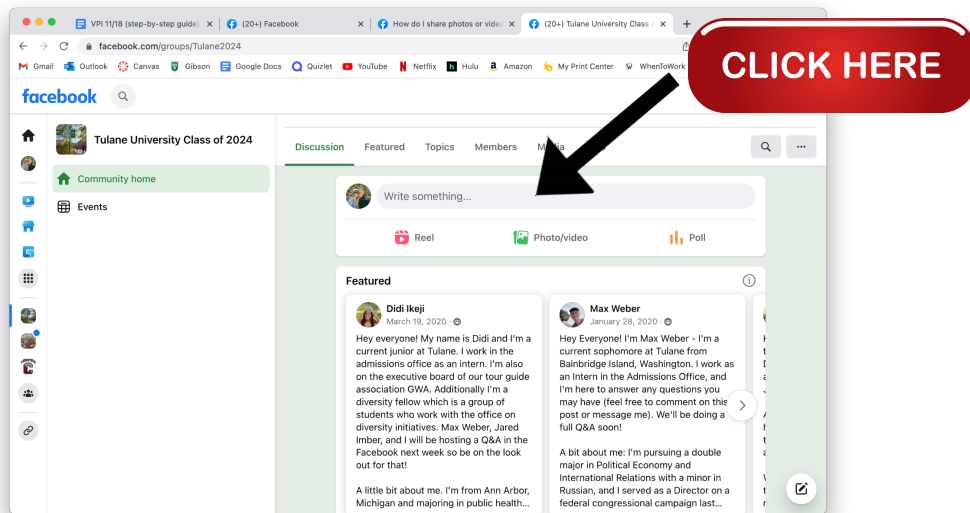 VPI 11/18 (step-by-step guide)
(20+) Facebook
How do I share photos or video
(20+) Tulane University Class o
facebook.com/groups/Tulane2024
CLICK HERE
Gmail Outlook Canvas Gibson Google Docs Quizlet YouTube Netflix Hulu Amazon My Print Center WhenToWork
facebook
Tulane University Class of 2024
Community home
Events
Discussion Featured Topics Members
Write something...
Reel Photo/video Poll
Featured
Didi Ikeji
March 19, 2020 ·
Hey everyone! My name is Didi and I'm a
current junior at Tulane. I work in the
admissions office as an intern. I'm also
on the executive board of our tour guide
association GWA. Additionally I'm a
diversity fellow which is a group of
students who work with the office on
diversity initiatives. Max Weber, Jared
Imber, and I will be hosting a Q&A in the
Facebook next week so be on the look
out for that!
A little bit about me. I'm from Ann Arbor,
Michigan and majoring in public health...
Max Weber
January 28, 2020 ·
Hey Everyone! I'm Max Weber - I'm a
current sophomore at Tulane from
Bainbridge Island, Washington. I work as
an Intern in the Admissions Office, and
I'm here to answer any questions you
may have (feel free to comment on this
post or message me). We'll be doing a
full Q&A soon!
A bit about me: I'm pursuing a double
major in Political Economy and
International Relations with a minor in
Russian, and I served as a Director on a
federal congressional campaign last...